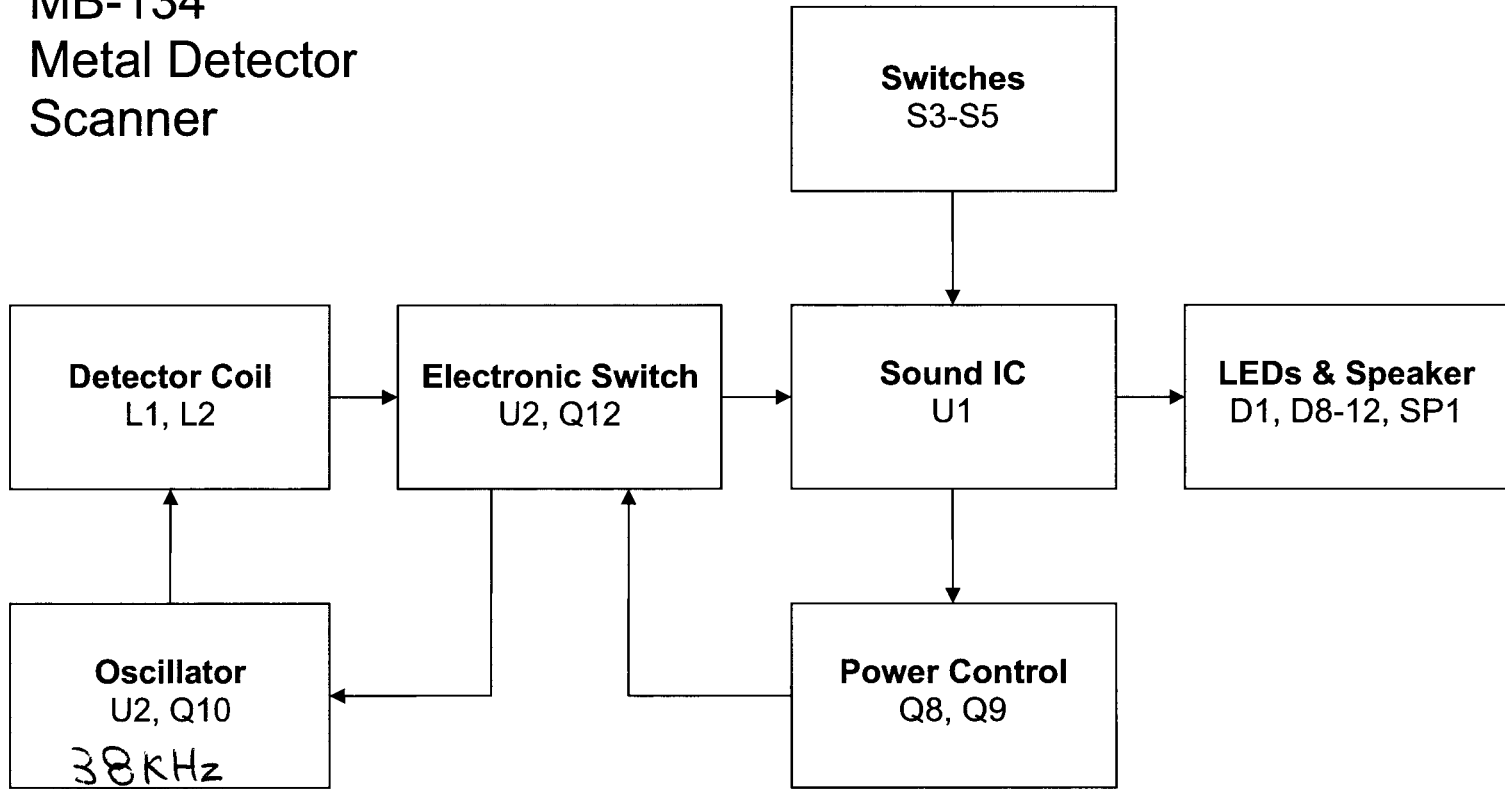 MB-134
Metal Detector
Scanner
Switches
S3-S5
Detector Coil
L1, L2
Electronic Switch
U2, Q12
Sound IC
U1
LEDs & Speaker
D1, D8-12, SP1
Oscillator
U2, Q10
38KHz
Power Control
Q8, Q9